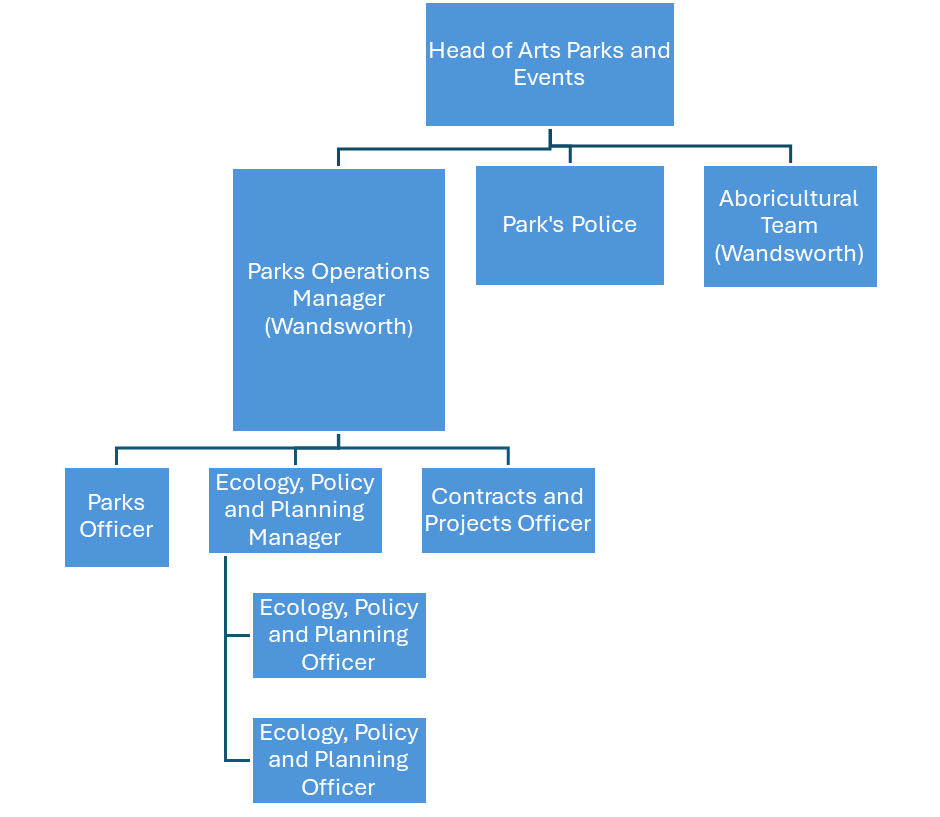 Head of Arts Parks and
Events
Parks Operations
Manager
(Wandsworth)
Park's Police
Aboricultural
Team
(Wandsworth)
Parks
Officer
Ecology, Policy
and Planning
Manager
Contracts and
Projects Officer
Ecology, Policy
and Planning
Officer
Ecology, Policy
and Planning
Officer